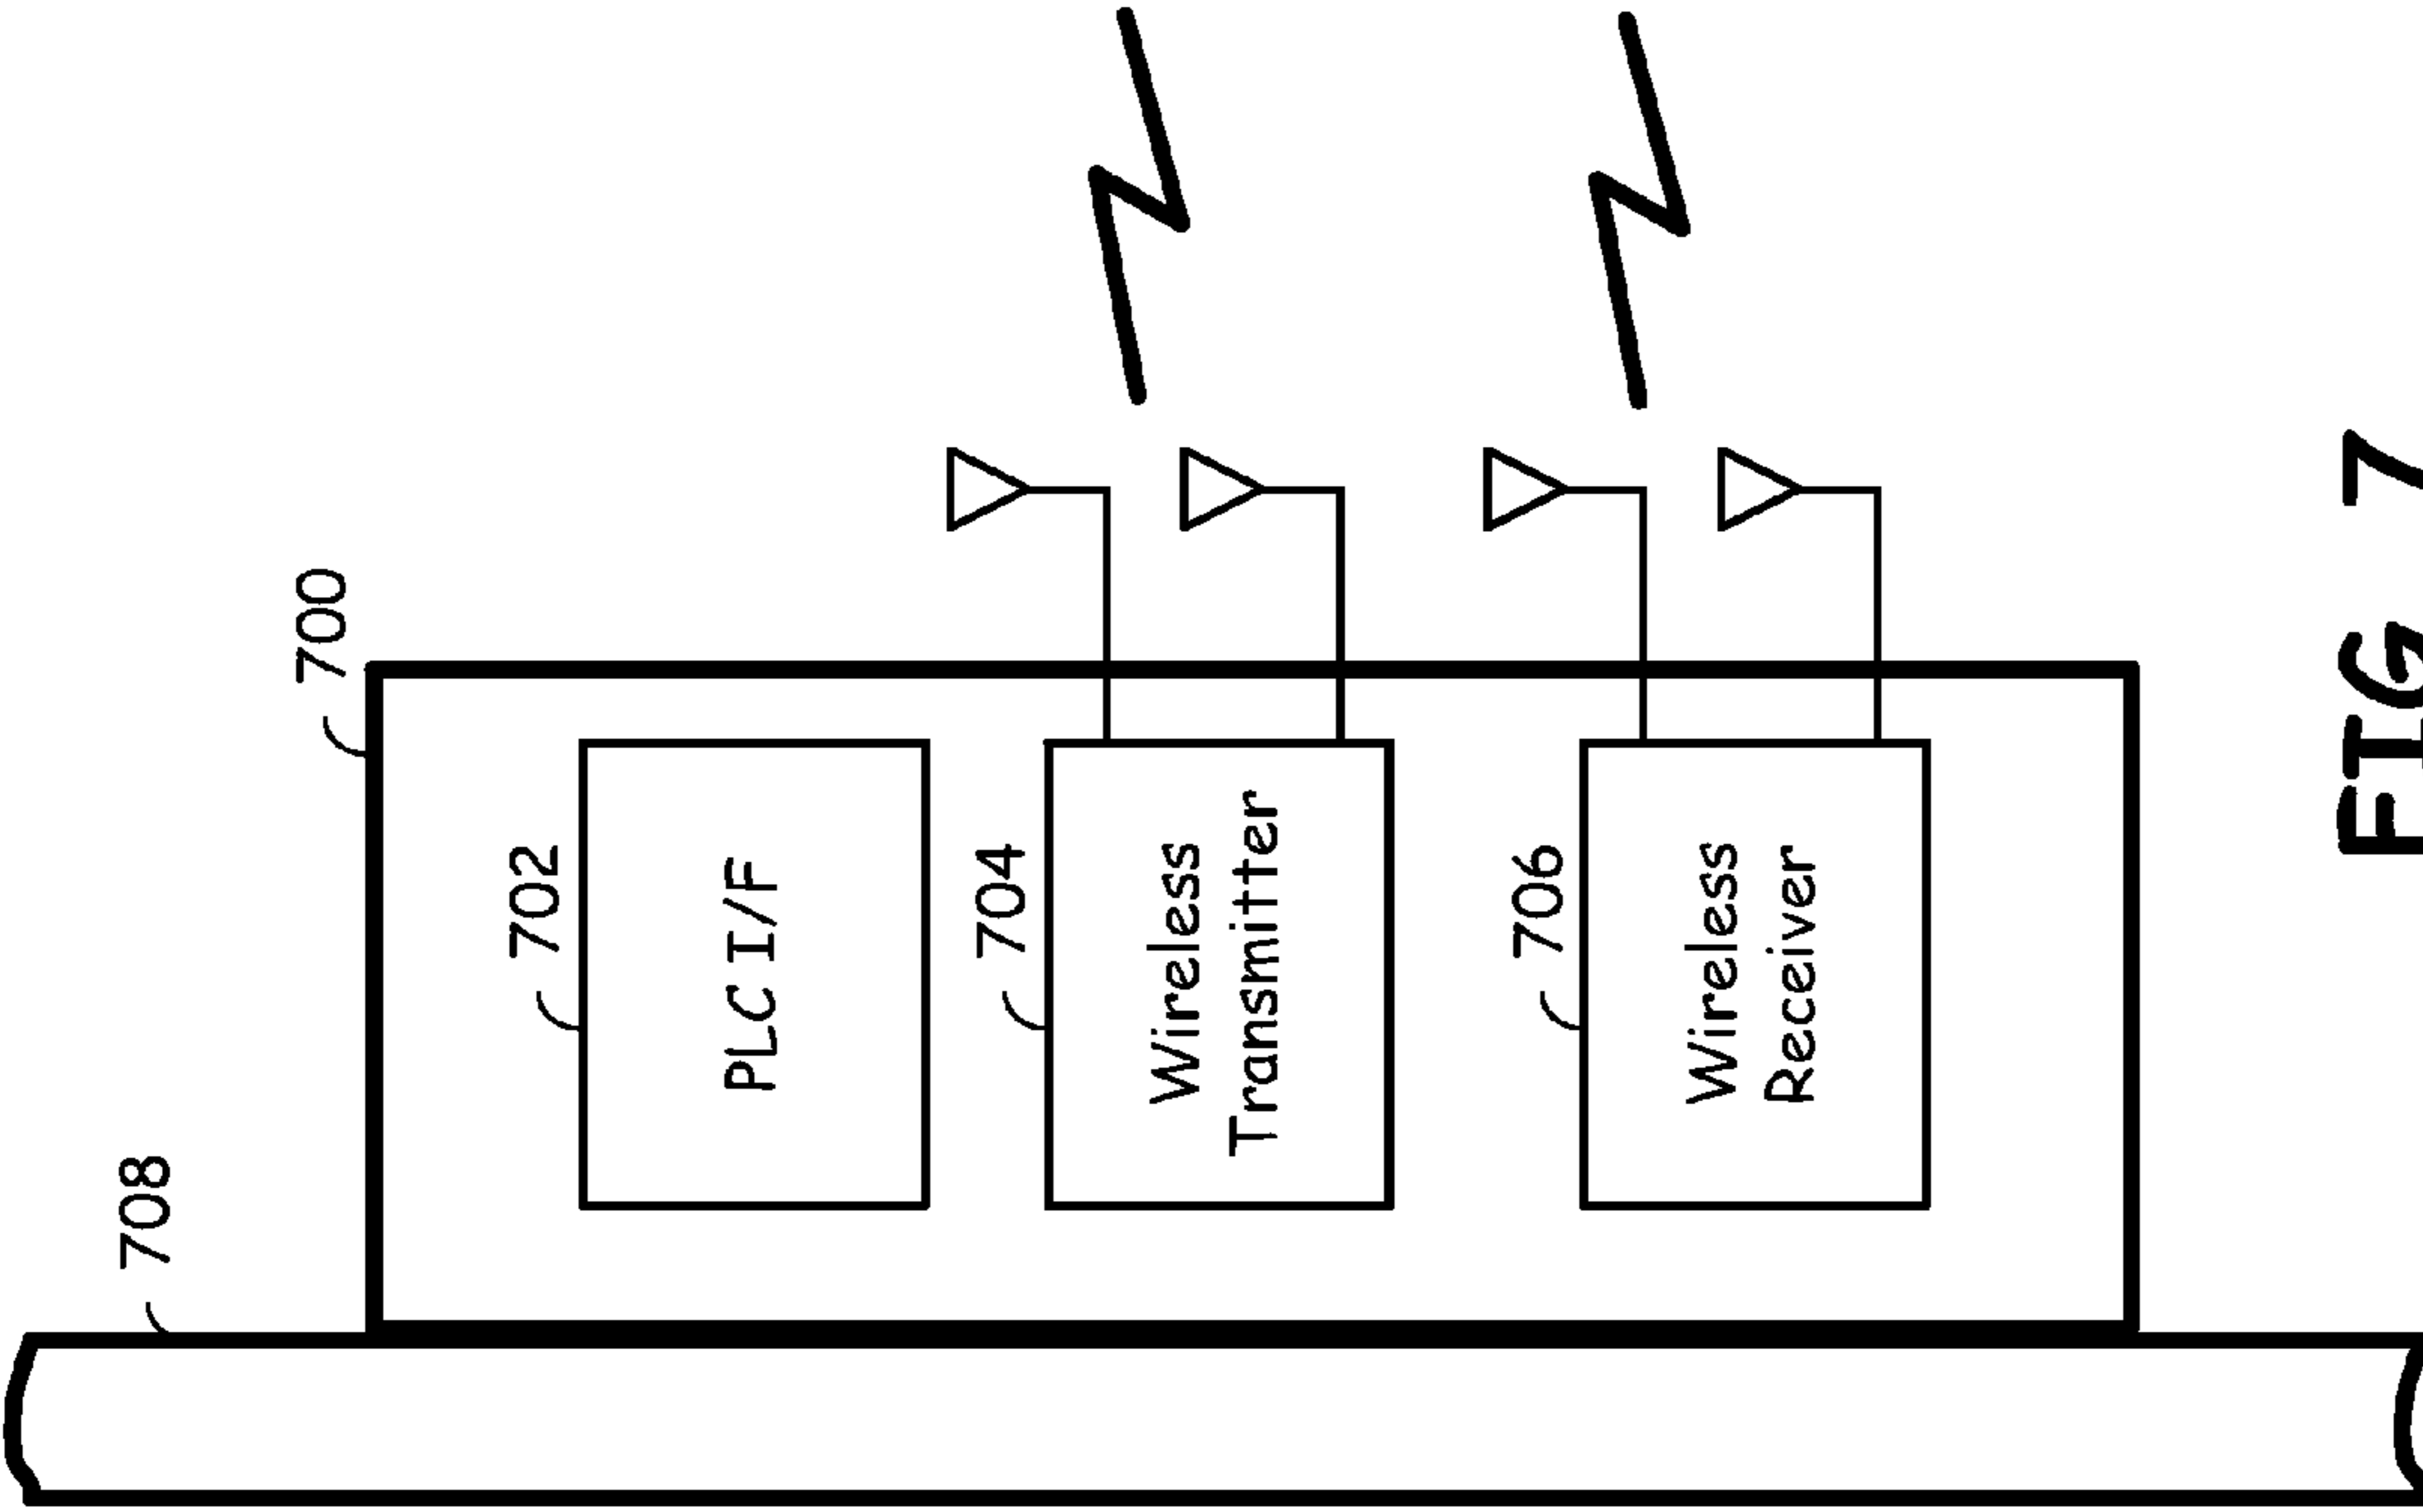 708
700
702
PLC I/F
704
Wireless
Transmitter
706
Wireless
Receiver
FIG 7